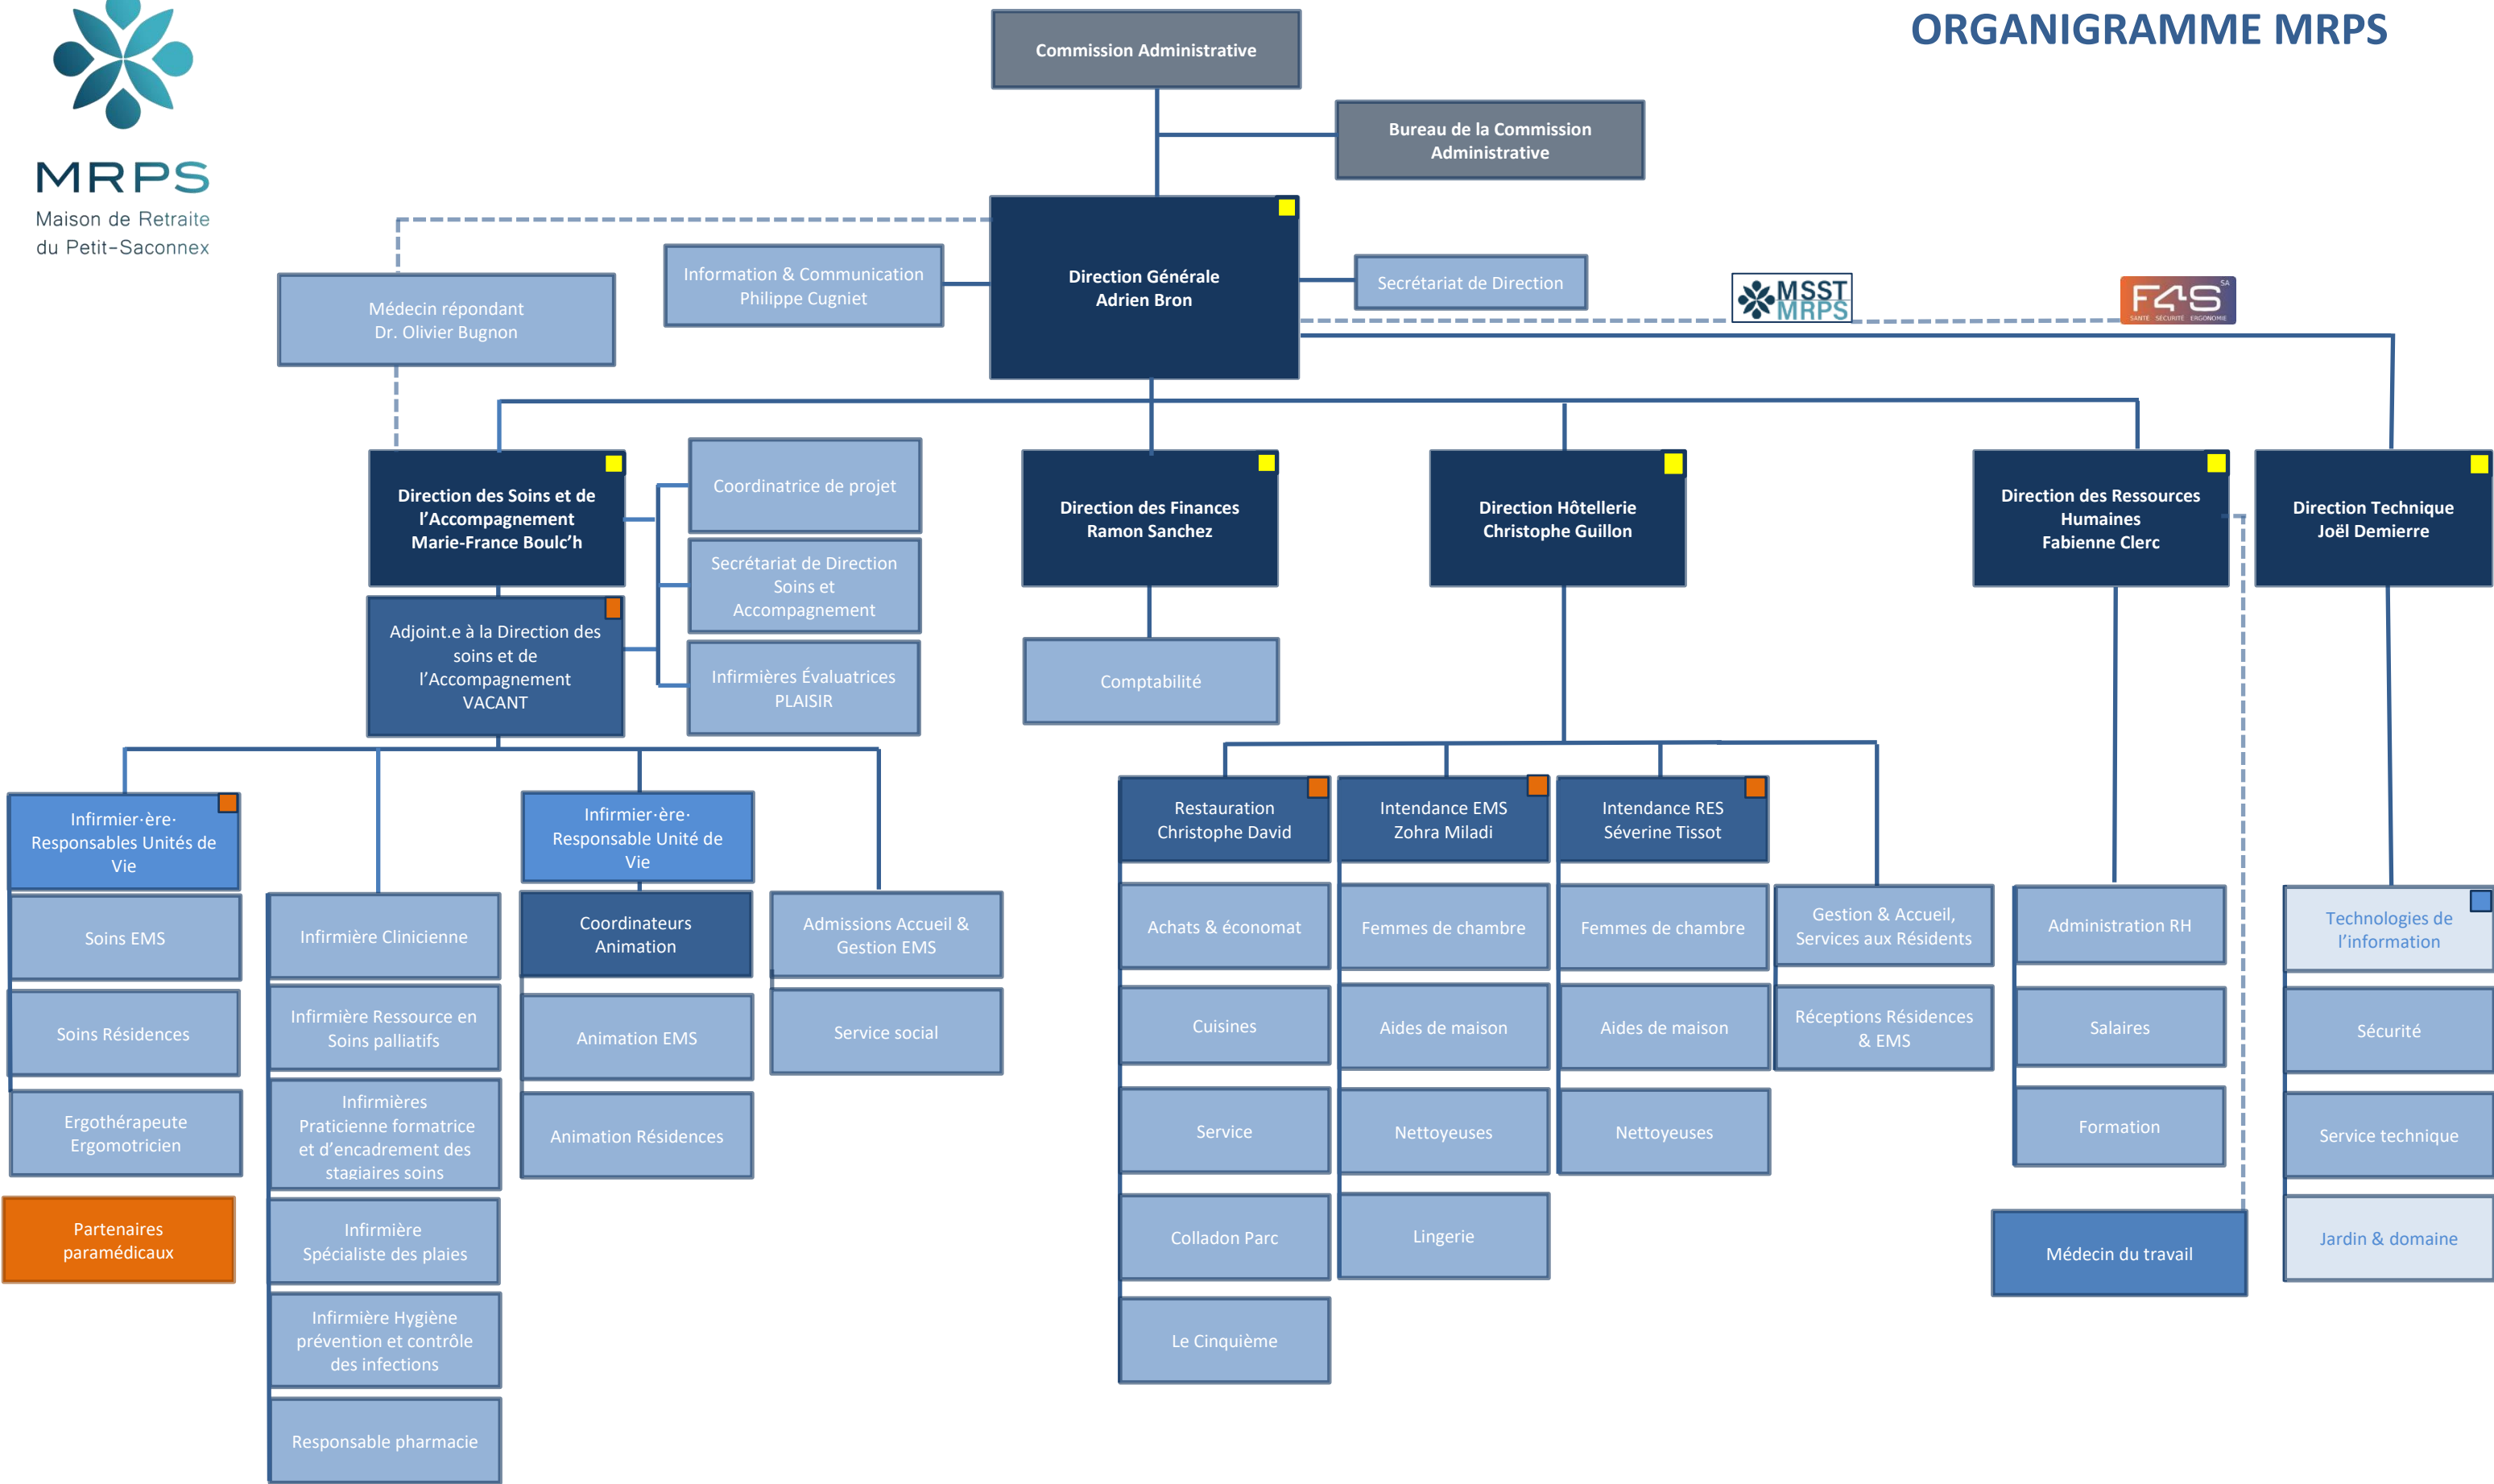 ORGANIGRAMME MRPS
MRPS
Maison de Retraite
du Petit-Saconnex
Commission Administrative
Bureau de la Commission
Administrative
Direction Générale
Adrien Bron
Information & Communication
Philippe Cugniet
Secrétariat de Direction
Médecin répondant
Dr. Olivier Bugnon
MSST
MRPS
F4S SA
SANTÉ SÉCURITÉ ERGONOMIE
Direction des Soins et de
l’Accompagnement
Marie-France Boulc’h
Coordinatrice de projet
Secrétariat de Direction
Soins et
Accompagnement
Infirmières Évaluatrices
PLAISIR
Adjoint.e à la Direction des
soins et de
l’Accompagnement
VACANT
Direction des Finances
Ramon Sanchez
Comptabilité
Direction Hôtellerie
Christophe Guillon
Direction des Ressources
Humaines
Fabienne Clerc
Direction Technique
Joël Demierre
Infirmier·ère·
Responsables Unités de
Vie
Soins EMS
Soins Résidences
Ergothérapeute
Ergomotricien
Partenaires
paramédicaux
Infirmière Clinicienne
Infirmière Ressource en
Soins palliatifs
Infirmières
Praticienne formatrice
et d’encadrement des
stagiaires soins
Infirmière
Spécialiste des plaies
Infirmière Hygiène
prévention et contrôle
des infections
Responsable pharmacie
Infirmier·ère·
Responsable Unité de
Vie
Coordinateurs
Animation
Animation EMS
Animation Résidences
Admissions Accueil &
Gestion EMS
Service social
Restauration
Christophe David
Achats & économat
Cuisines
Service
Colladon Parc
Le Cinquième
Intendance EMS
Zohra Miladi
Femmes de chambre
Aides de maison
Nettoyeuses
Lingerie
Intendance RES
Séverine Tissot
Femmes de chambre
Aides de maison
Nettoyeuses
Gestion & Accueil,
Services aux Résidents
Réceptions Résidences
& EMS
Administration RH
Salaires
Formation
Médecin du travail
Technologies de
l’information
Sécurité
Service technique
Jardin & domaine